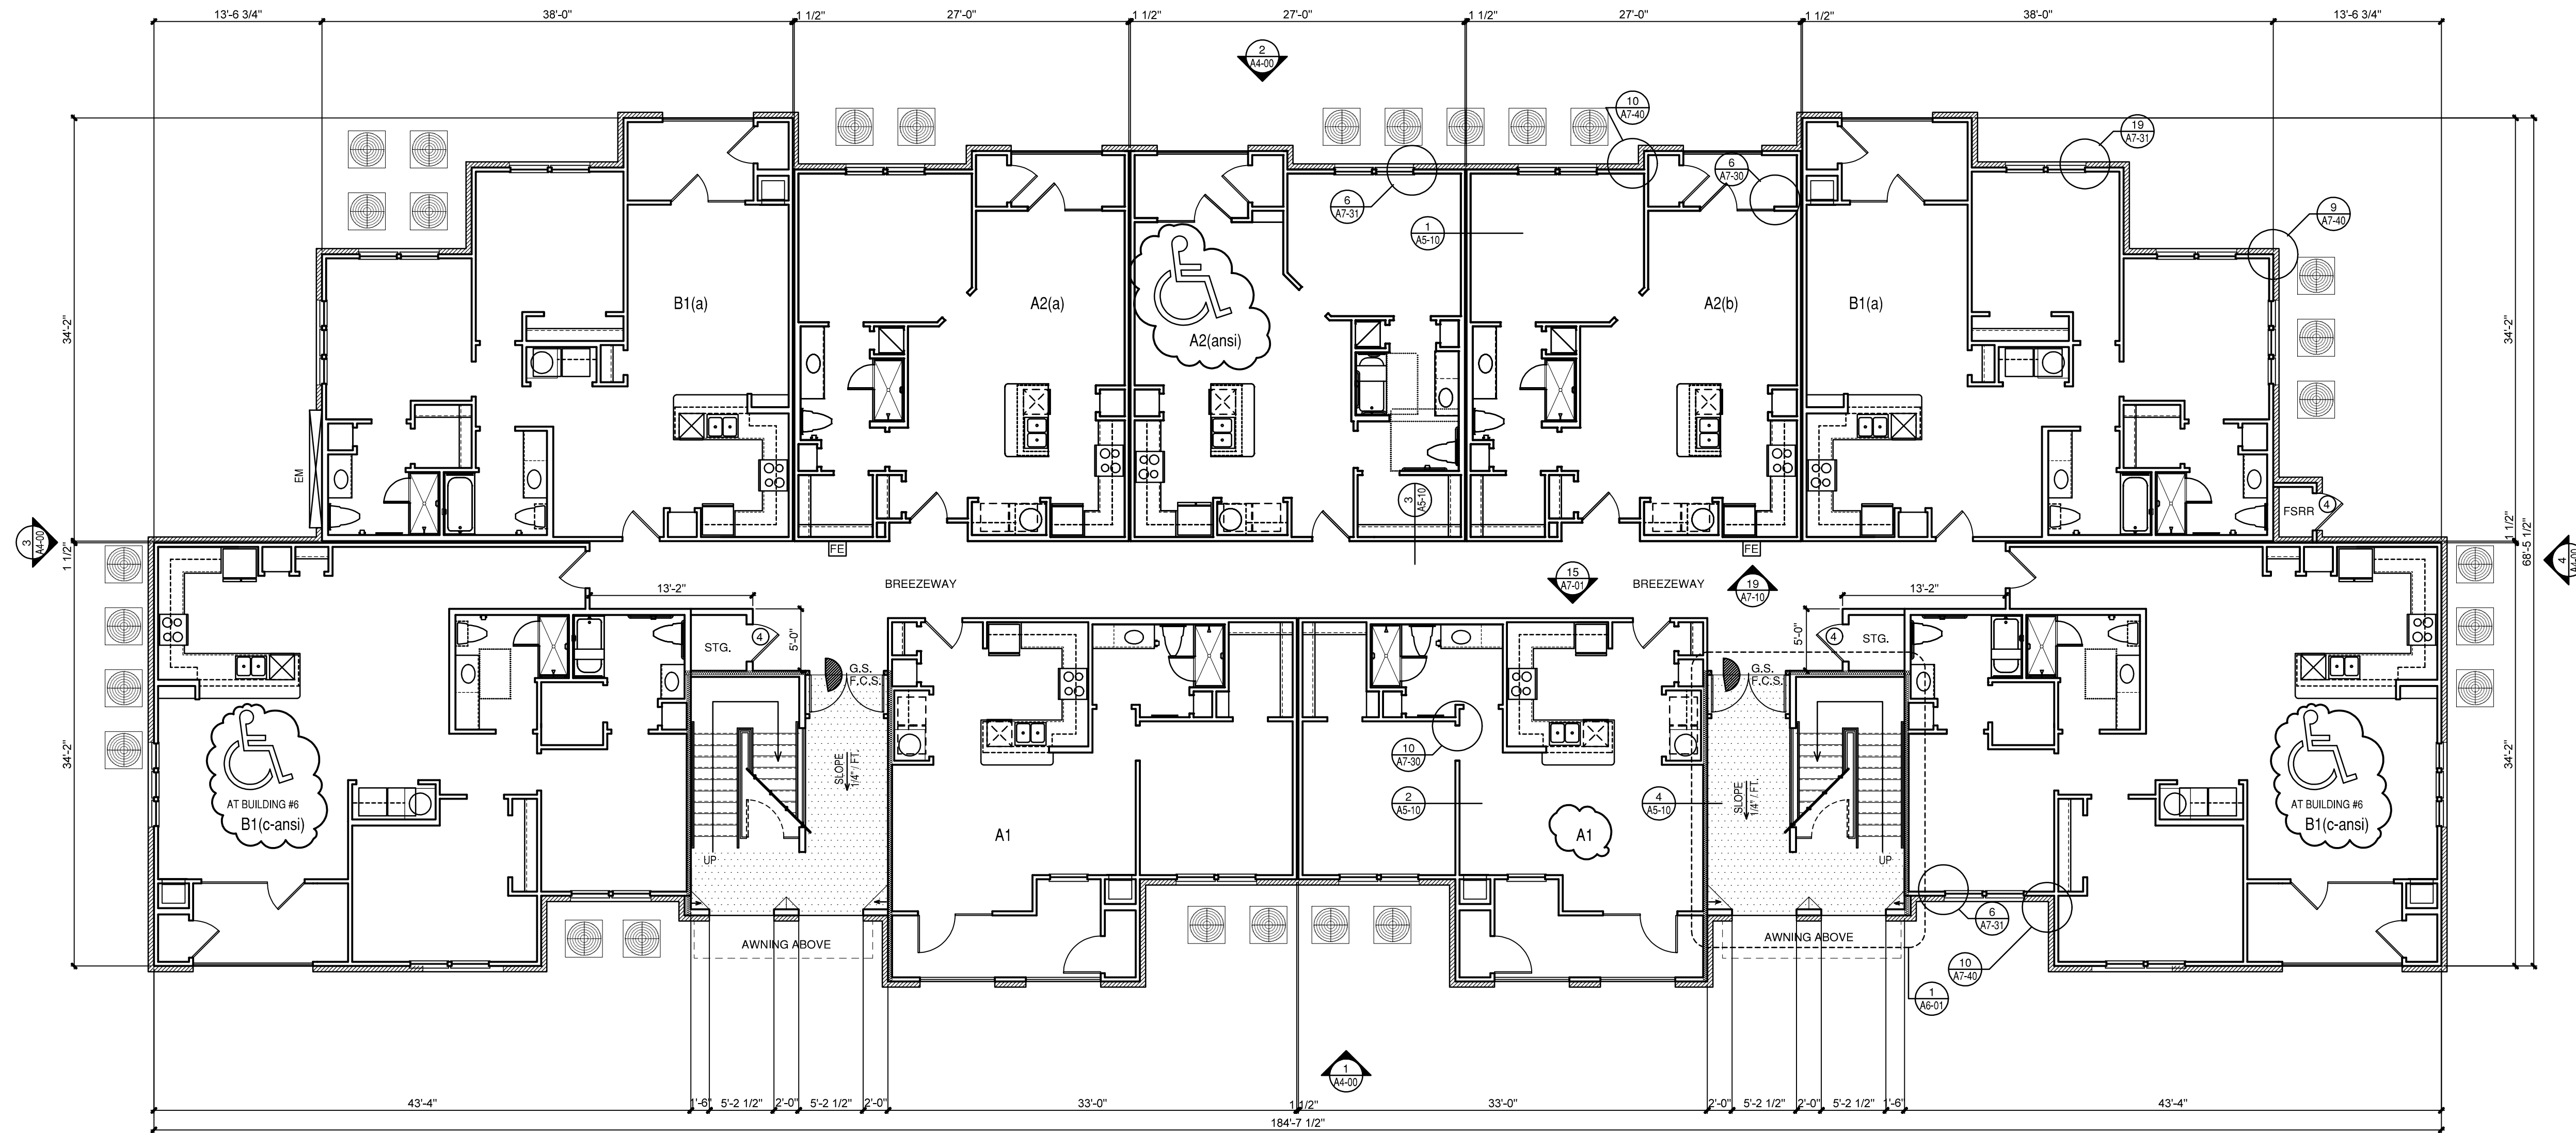 13'-6 3/4"
38'-0"
1 1/2"
27'-0"
1 1/2"
27'-0"
1 1/2"
27'-0"
1 1/2"
38'-0"
13'-6 3/4"
2
A4-00
10
A7-40
19
A7-31
6
A7-30
6
A7-31
1
A5-10
9
A7-40
34'-2"
B1(a)
A2(a)
A2(ansi)
A2(b)
B1(a)
34'-2"
EM
3
A5-10
FSRR
4
3
A4-00
1 1/2"
FE
FE
1 1/2"
68'-5 1/2"
4
A4-00
BREEZEWAY
15
A7-01
BREEZEWAY
19
A7-10
13'-2"
13'-2"
STG.
4
5'-0"
G.S.
F.C.S.
G.S.
F.C.S.
5'-0"
4
STG.
34'-2"
SLOPE
1/4" / FT.
10
A7-30
SLOPE
1/4" / FT.
34'-2"
AT BUILDING #6
B1(c-ansi)
A1
2
A5-10
A1
4
A5-10
AT BUILDING #6
B1(c-ansi)
UP
UP
AWNING ABOVE
AWNING ABOVE
6
A7-31
10
A7-40
1
A6-01
1
A4-00
43'-4"
1'-6"
5'-2 1/2"
2'-0"
5'-2 1/2"
2'-0"
33'-0"
1 1/2"
33'-0"
2'-0"
5'-2 1/2"
2'-0"
5'-2 1/2"
1'-6"
43'-4"
184'-7 1/2"